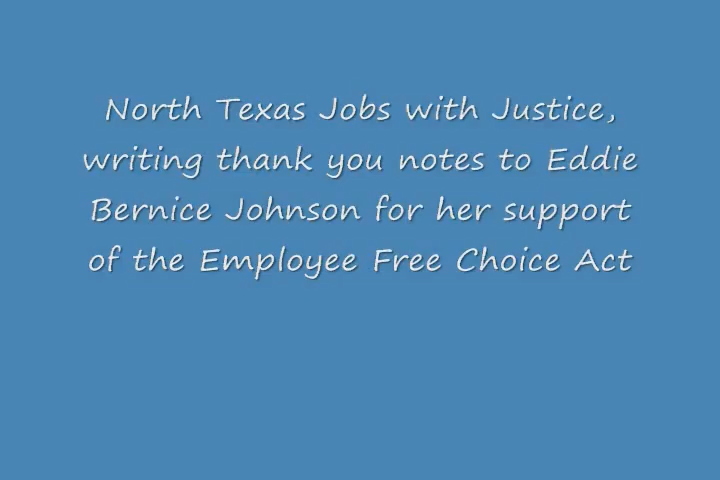 North Texas Jobs with Justice,
writing thank you notes to Eddie
Bernice Johnson for her support
of the Employee Free Choice Act